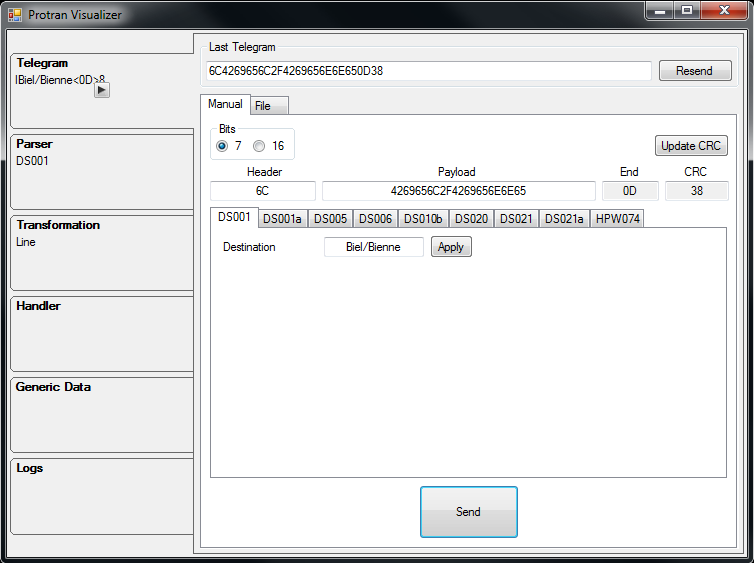 Protran Visualizer
Telegram
lBiel/Bienne<0D>8
Parser
DS001
Transformation
Line
Handler
Generic Data
Logs
Last Telegram
6C4269656C2F4269656E6E650D38
Resend
Manual
File
Bits
7
16
Update CRC
Header
Payload
End
CRC
6C
4269656C2F4269656E6E65
0D
38
DS001
DS001a
DS005
DS006
DS010b
DS020
DS021
DS021a
HPW074
Destination
Biel/Bienne
Apply
Send